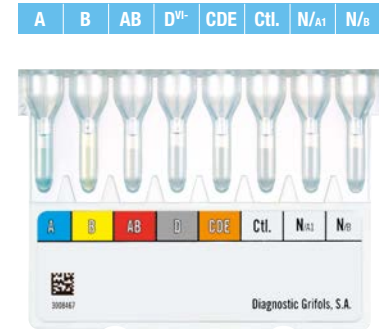 A B AB DVI- CDE Ctl. N/A1 N/B
A B AB D CDE Ctl. N/A1 N/B
3008467 Diagnostic Grifols, S.A.